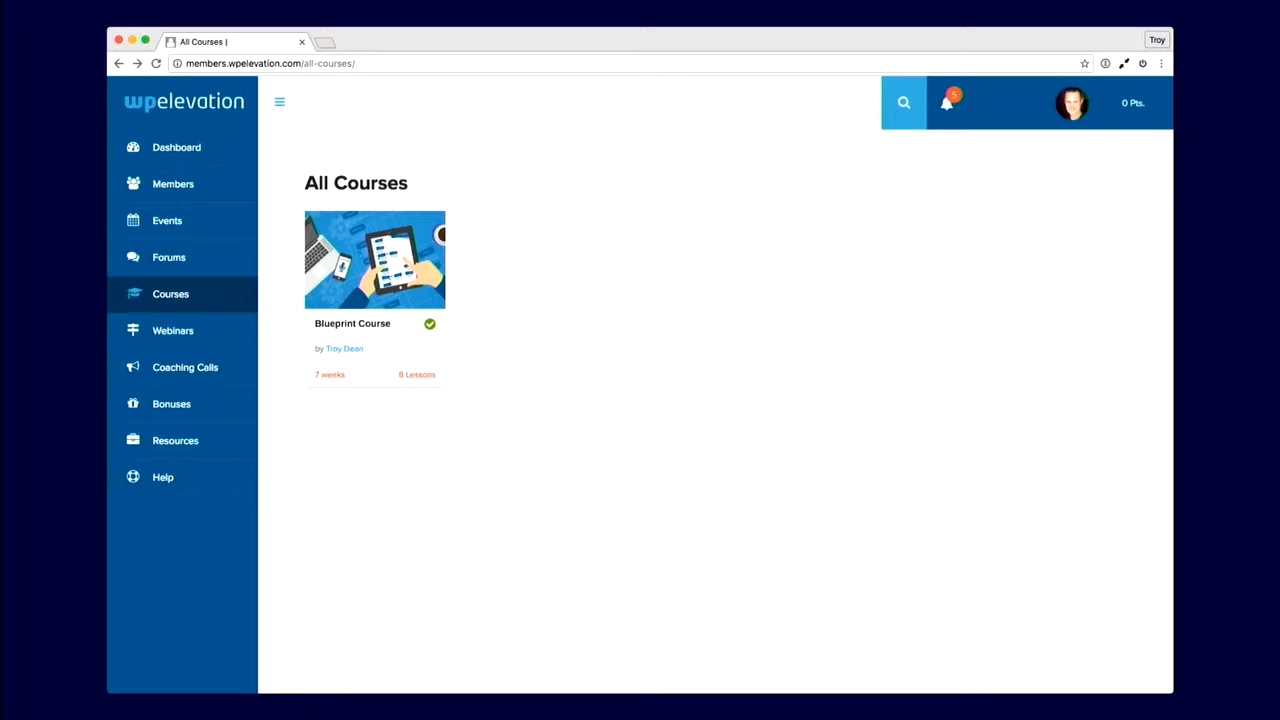 All Courses |
Troy
members.wpelevation.com/all-courses/
wpelevation
5
0 Pts.
Dashboard
Members
Events
Forums
Courses
Webinars
Coaching Calls
Bonuses
Resources
Help
All Courses
Blueprint Course
by Troy Dean
7 weeks
8 Lessons